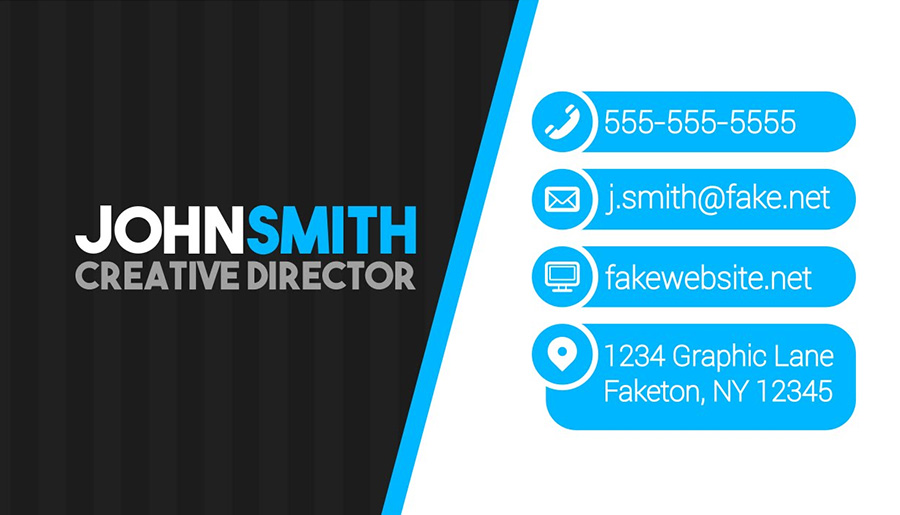 JOHNSMITH
CREATIVE DIRECTOR
555-555-5555
j.smith@fake.net
fakewebsite.net
1234 Graphic Lane
Faketon, NY 12345